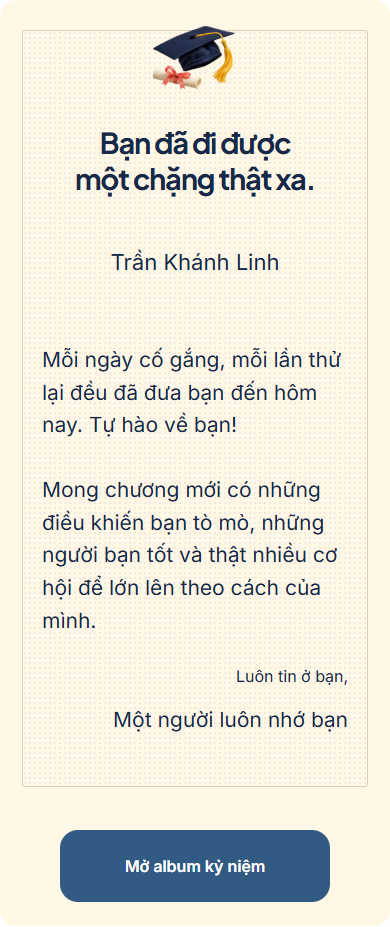 Bạn đã đi được
một chặng thật xa.
Trần Khánh Linh
Mỗi ngày cố gắng, mỗi lần thử
lại đều đã đưa bạn đến hôm
nay. Tự hào về bạn!
Mong chương mới có những
điều khiến bạn tò mò, những
người bạn tốt và thật nhiều cơ
hội để lớn lên theo cách của
mình.
Luôn tin ở bạn,
Một người luôn nhớ bạn
Mở album kỷ niệm